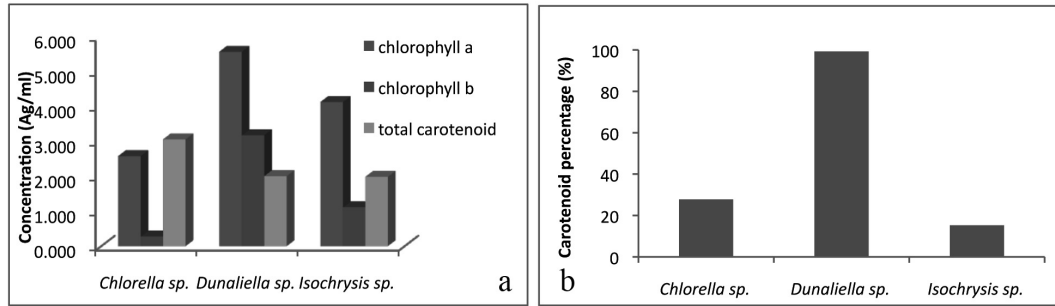 Concentration (Ag/ml)
6.000
5.000
4.000
3.000
2.000
1.000
0.000
chlorophyll a
chlorophyll b
total carotenoid
Chlorella sp. Dunaliella sp. Isochrysis sp.
a
Carotenoid percentage (%)
100
80
60
40
20
0
Chlorella sp. Dunaliella sp. Isochrysis sp.
b